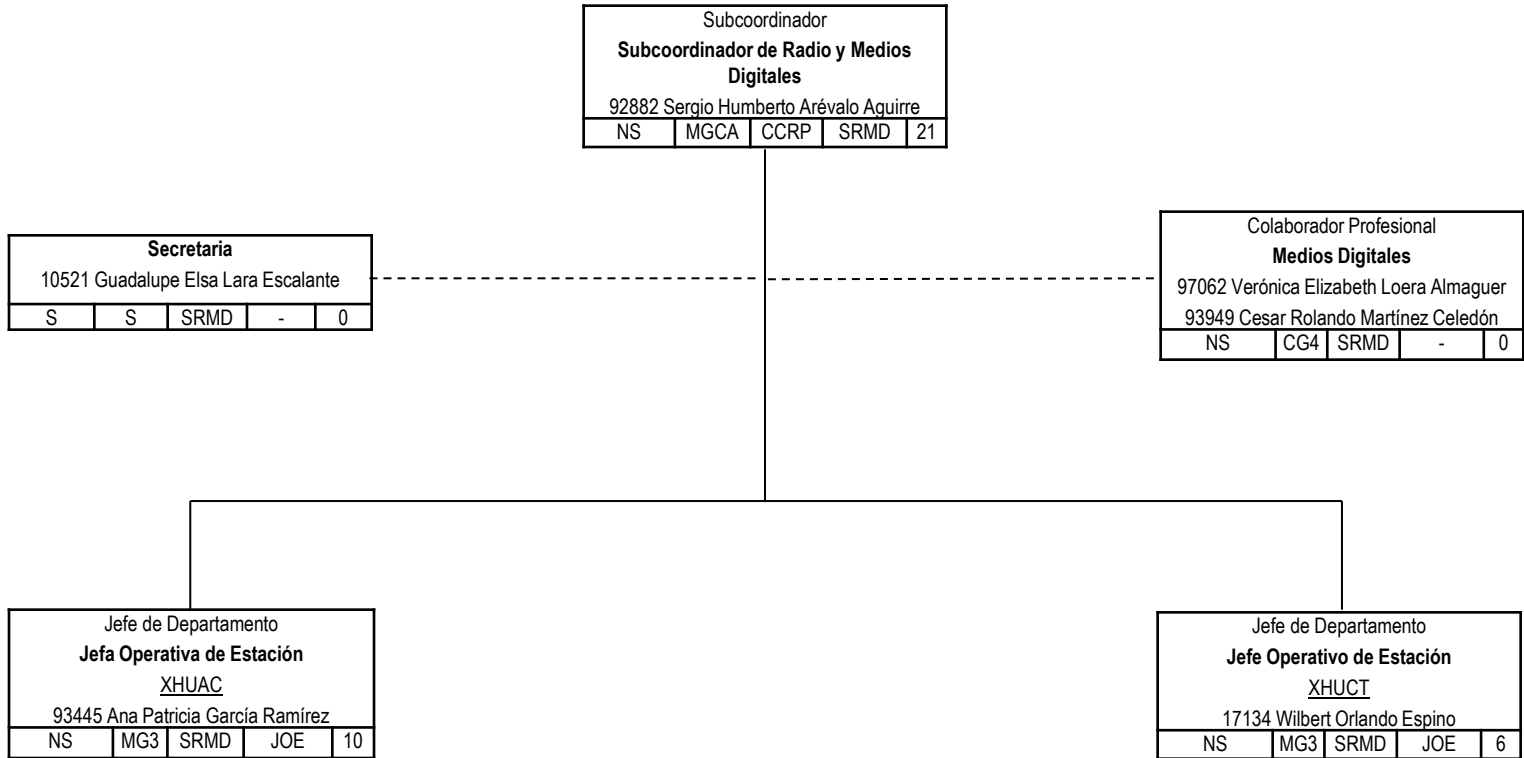 Subcoordinador
Subcoordinador de Radio y Medios
Digitales
92882 Sergio Humberto Arévalo Aguirre
NS MGCA CCRP SRMD 21
Secretaria
10521 Guadalupe Elsa Lara Escalante
S S SRMD - 0
Colaborador Profesional
Medios Digitales
97062 Verónica Elizabeth Loera Almaguer
93949 Cesar Rolando Martínez Celedón
NS CG4 SRMD - 0
Jefe de Departamento
Jefa Operativa de Estación
XHUAC
93445 Ana Patricia García Ramírez
NS MG3 SRMD JOE 10
Jefe de Departamento
Jefe Operativo de Estación
XHUCT
17134 Wilbert Orlando Espino
NS MG3 SRMD JOE 6